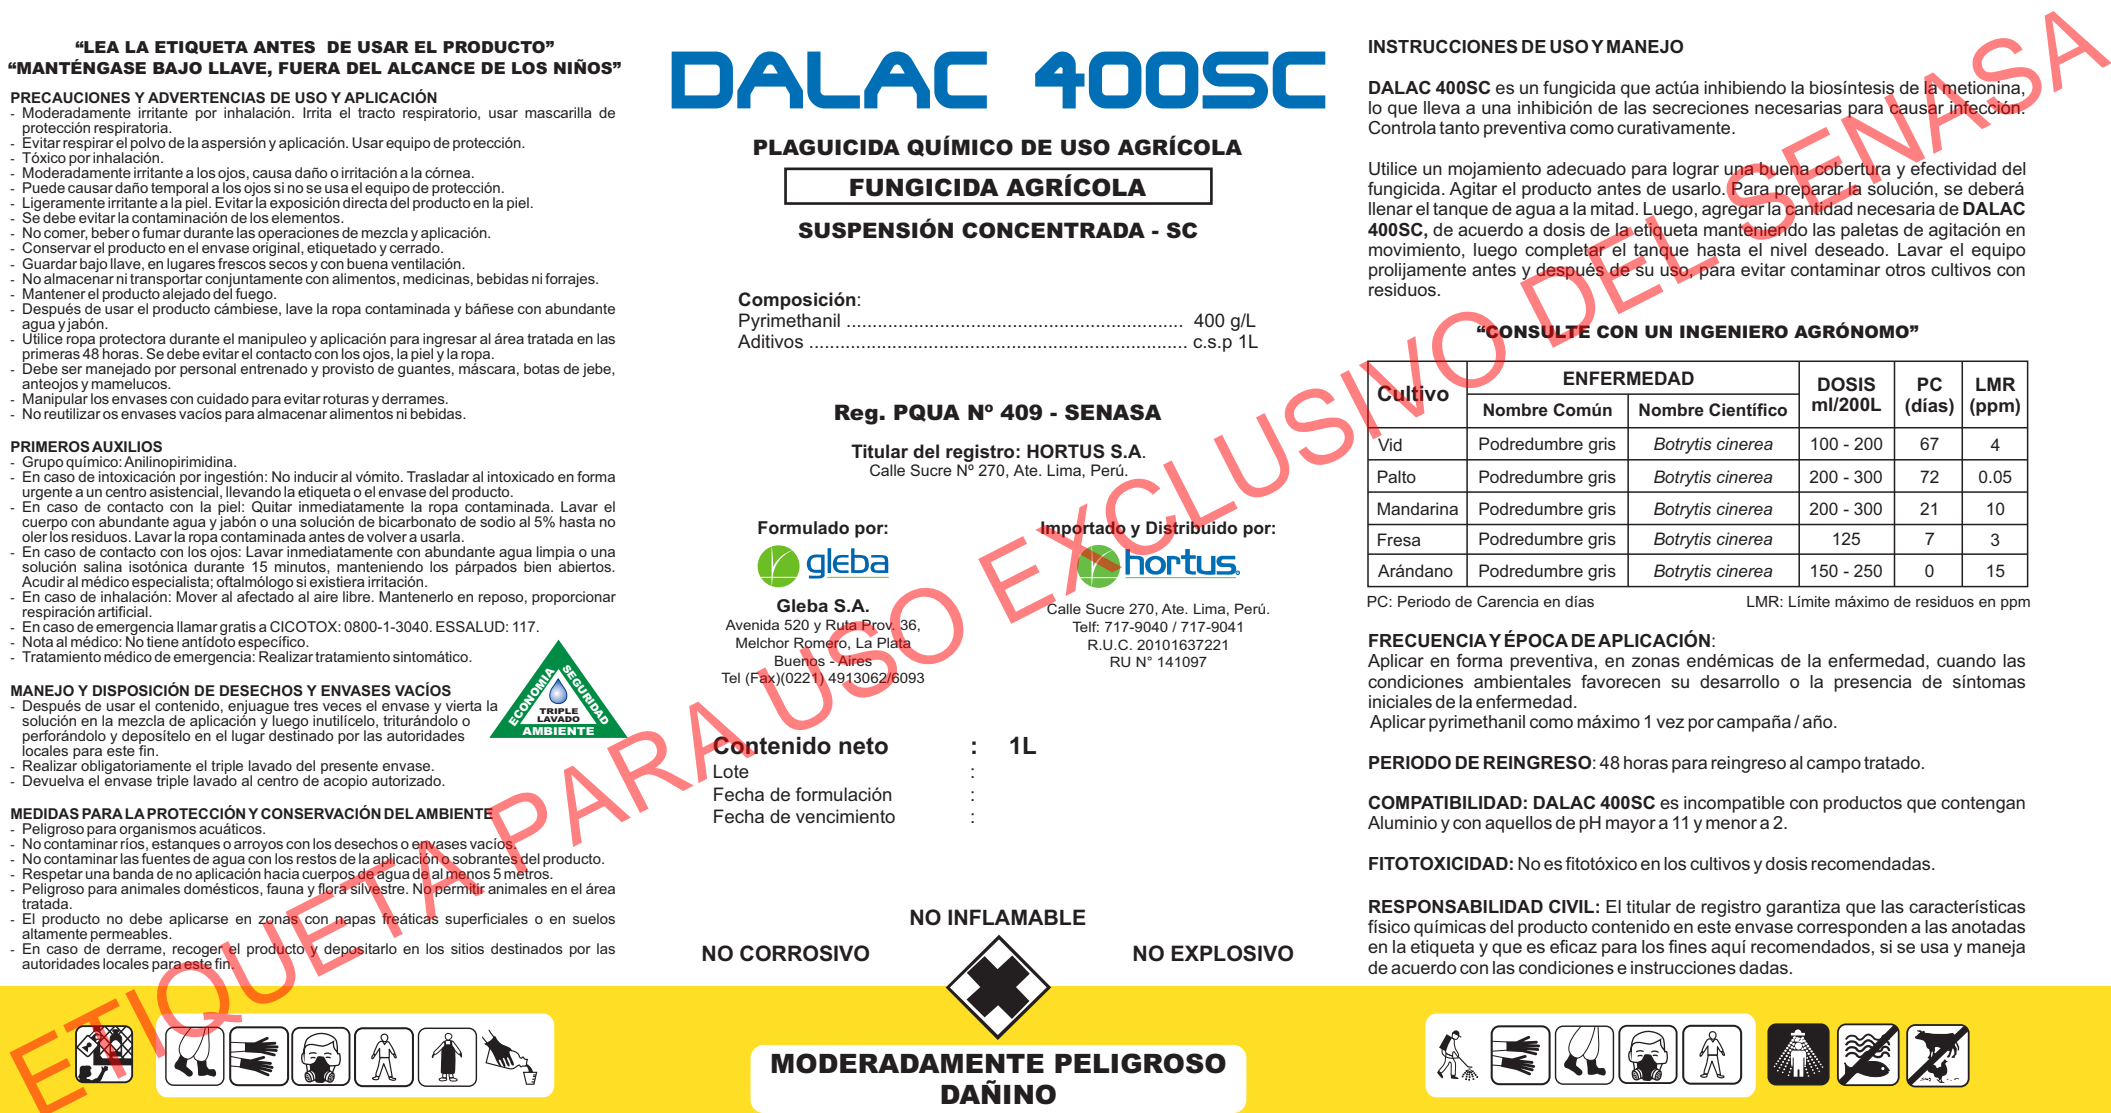 “LEA LA ETIQUETA ANTES DE USAR EL PRODUCTO”
“MANTÉNGASE BAJO LLAVE, FUERA DEL ALCANCE DE LOS NIÑOS”
PRECAUCIONES Y ADVERTENCIAS DE USO Y APLICACIÓN
- Moderadamente irritante por inhalación. Irrita el tracto respiratorio, usar mascarilla de
protección respiratoria.
- Evitar respirar el polvo de la aspersión y aplicación. Usar equipo de protección.
- Tóxico por inhalación.
- Moderadamente irritante a los ojos, causa daño o irritación a la córnea.
- Puede causar daño temporal a los ojos si no se usa el equipo de protección.
- Ligeramente irritante a la piel. Evitar la exposición directa del producto en la piel.
- Se debe evitar la contaminación de los elementos.
- No comer, beber o fumar durante las operaciones de mezcla y aplicación.
- Conservar el producto en el envase original, etiquetado y cerrado.
- Guardar bajo llave, en lugares frescos secos y con buena ventilación.
- No almacenar ni transportar conjuntamente con alimentos, medicinas, bebidas ni forrajes.
- Mantener el producto alejado del fuego.
- Después de usar el producto cámbiese, lave la ropa contaminada y báñese con abundante
agua y jabón.
- Utilice ropa protectora durante el manipuleo y aplicación para ingresar al área tratada en las
primeras 48 horas. Se debe evitar el contacto con los ojos, la piel y la ropa.
- Debe ser manejado por personal entrenado y provisto de guantes, máscara, botas de jebe,
anteojos y mamelucos.
- Manipular los envases con cuidado para evitar roturas y derrames.
- No reutilizar os envases vacíos para almacenar alimentos ni bebidas.
PRIMEROS AUXILIOS
- Grupo químico: Anilinopirimidina.
- En caso de intoxicación por ingestión: No inducir al vómito. Trasladar al intoxicado en forma
urgente a un centro asistencial, llevando la etiqueta o el envase del producto.
- En caso de contacto con la piel: Quitar inmediatamente la ropa contaminada. Lavar el
cuerpo con abundante agua y jabón o una solución de bicarbonato de sodio al 5% hasta no
oler los residuos. Lavar la ropa contaminada antes de volver a usarla.
- En caso de contacto con los ojos: Lavar inmediatamente con abundante agua limpia o una
solución salina isotónica durante 15 minutos, manteniendo los párpados bien abiertos.
Acudir al médico especialista; oftalmólogo si existiera irritación.
- En caso de inhalación: Mover al afectado al aire libre. Mantenerlo en reposo, proporcionar
respiración artificial.
- En caso de emergencia llamar gratis a CICOTOX: 0800-1-3040. ESSALUD: 117.
- Nota al médico: No tiene antídoto específico.
- Tratamiento médico de emergencia: Realizar tratamiento sintomático.
MANEJO Y DISPOSICIÓN DE DESECHOS Y ENVASES VACÍOS
- Después de usar el contenido, enjuague tres veces el envase y vierta la
solución en la mezcla de aplicación y luego inutilícelo, triturándolo o
perforándolo y deposítelo en el lugar destinado por las autoridades
locales para este fin.
- Realizar obligatoriamente el triple lavado del presente envase.
- Devuelva el envase triple lavado al centro de acopio autorizado.
ECONOMIA
SEGURIDAD
TRIPLE
LAVADO
AMBIENTE
MEDIDAS PARA LA PROTECCIÓN Y CONSERVACIÓN DEL AMBIENTE
- Peligroso para organismos acuáticos.
- No contaminar ríos, estanques o arroyos con los desechos o envases vacíos.
- No contaminar las fuentes de agua con los restos de la aplicación o sobrantes del producto.
- Respetar una banda de no aplicación hacia cuerpos de agua de al menos 5 metros.
- Peligroso para animales domésticos, fauna y flora silvestre. No permitir animales en el área
tratada.
- El producto no debe aplicarse en zonas con napas freáticas superficiales o en suelos
altamente permeables.
- En caso de derrame, recoger el producto y depositarlo en los sitios destinados por las
autoridades locales para este fin.
DALAC 400SC
PLAGUICIDA QUÍMICO DE USO AGRÍCOLA
FUNGICIDA AGRÍCOLA
SUSPENSIÓN CONCENTRADA - SC
Composición:
Pyrimethanil ................................................................. 400 g/L
Aditivos ......................................................................... c.s.p 1L
Reg. PQUA Nº 409 - SENASA
Titular del registro: HORTUS S.A.
Calle Sucre Nº 270, Ate. Lima, Perú.
Formulado por:
gleba
Gleba S.A.
Avenida 520 y Ruta Prov. 36,
Melchor Romero, La Plata
Buenos - Aires
Tel (Fax)(0221) 4913062/6093
Importado y Distribuido por:
hortus
Calle Sucre 270, Ate. Lima, Perú.
Telf: 717-9040 / 717-9041
R.U.C. 20101637221
RU N° 141097
Contenido neto : 1L
Lote :
Fecha de formulación :
Fecha de vencimiento :
NO INFLAMABLE
NO CORROSIVO
NO EXPLOSIVO
MODERADAMENTE PELIGROSO
DAÑINO
INSTRUCCIONES DE USO Y MANEJO
DALAC 400SC es un fungicida que actúa inhibiendo la biosíntesis de la metionina,
lo que lleva a una inhibición de las secreciones necesarias para causar infección.
Controla tanto preventiva como curativamente.
Utilice un mojamiento adecuado para lograr una buena cobertura y efectividad del
fungicida. Agitar el producto antes de usarlo. Para preparar la solución, se deberá
llenar el tanque de agua a la mitad. Luego, agregar la cantidad necesaria de DALAC
400SC, de acuerdo a dosis de la etiqueta manteniendo las paletas de agitación en
movimiento, luego completar el tanque hasta el nivel deseado. Lavar el equipo
prolijamente antes y después de su uso, para evitar contaminar otros cultivos con
residuos.
“CONSULTE CON UN INGENIERO AGRÓNOMO”
Cultivo ENFERMEDAD DOSIS ml/200L PC (días) LMR (ppm)
Nombre Común Nombre Científico
Vid Podredumbre gris Botrytis cinerea 100 - 200 67 4
Palto Podredumbre gris Botrytis cinerea 200 - 300 72 0.05
Mandarina Podredumbre gris Botrytis cinerea 200 - 300 21 10
Fresa Podredumbre gris Botrytis cinerea 125 7 3
Arándano Podredumbre gris Botrytis cinerea 150 - 250 0 15
PC: Periodo de Carencia en días LMR: Límite máximo de residuos en ppm
FRECUENCIA Y ÉPOCA DE APLICACIÓN:
Aplicar en forma preventiva, en zonas endémicas de la enfermedad, cuando las
condiciones ambientales favorecen su desarrollo o la presencia de síntomas
iniciales de la enfermedad.
Aplicar pyrimethanil como máximo 1 vez por campaña / año.
PERIODO DE REINGRESO: 48 horas para reingreso al campo tratado.
COMPATIBILIDAD: DALAC 400SC es incompatible con productos que contengan
Aluminio y con aquellos de pH mayor a 11 y menor a 2.
FITOTOXICIDAD: No es fitotóxico en los cultivos y dosis recomendadas.
RESPONSABILIDAD CIVIL: El titular de registro garantiza que las características
físico químicas del producto contenido en este envase corresponden a las anotadas
en la etiqueta y que es eficaz para los fines aquí recomendados, si se usa y maneja
de acuerdo con las condiciones e instrucciones dadas.
ETIQUETA PARA USO EXCLUSIVO DEL SENASA